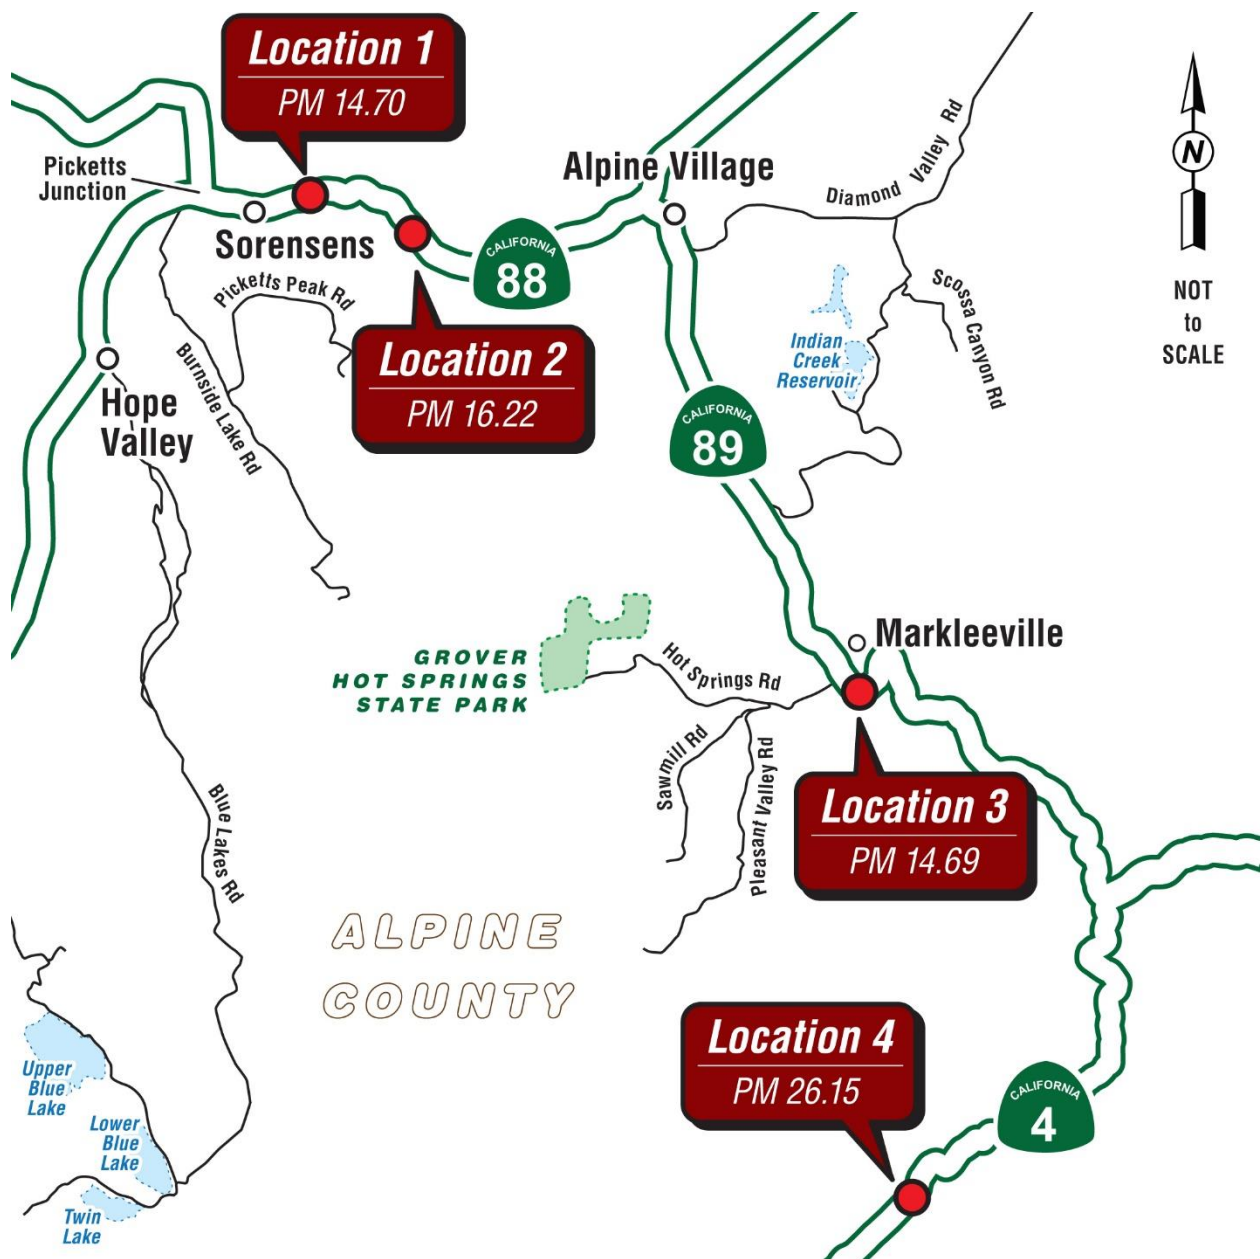 Location 1
PM 14.70
Picketts
Junction
Alpine Village
Diamond Valley Rd
N
NOT
to
SCALE
Sorensens
CALIFORNIA
88
Picketts Peak Rd
Scossa Canyon Rd
Indian
Creek
Reservoir
Location 2
PM 16.22
Burnside Lake Rd
Hope
Valley
CALIFORNIA
89
Markleeville
GROVER
HOT SPRINGS
STATE PARK
Hot Springs Rd
Sawmill Rd
Pleasant Valley Rd
Location 3
PM 14.69
Blue Lakes Rd
ALPINE
COUNTY
Location 4
PM 26.15
Upper
Blue
Lake
CALIFORNIA
4
Lower
Blue
Lake
Twin
Lake